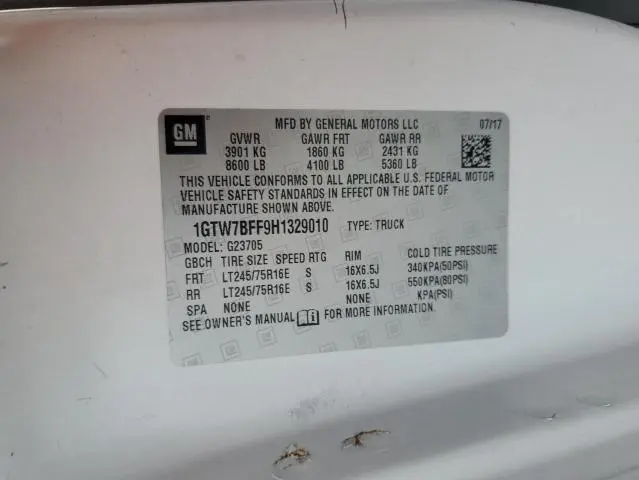 GM
MFD BY GENERAL MOTORS LLC 07/17
GVWR GAWR FRT GAWR RR
3901 KG 1860 KG 2431 KG
8600 LB 4100 LB 5360 LB
THIS VEHICLE CONFORMS TO ALL APPLICABLE U.S. FEDERAL MOTOR
VEHICLE SAFETY STANDARDS IN EFFECT ON THE DATE OF
MANUFACTURE SHOWN ABOVE.
1GTW7BFF9H1329010 TYPE: TRUCK
MODEL: G23705
GBCH TIRE SIZE SPEED RTG RIM COLD TIRE PRESSURE
FRT LT245/75R16E S 16X6.5J 340KPA(50PSI)
RR LT245/75R16E S 16X6.5J 550KPA(80PSI)
SPA NONE NONE KPA(PSI)
SEE OWNER'S MANUAL i FOR MORE INFORMATION.